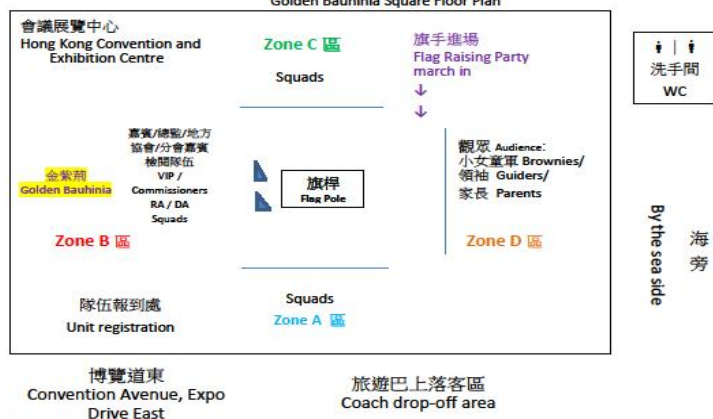 Golden Bauhinia Square Floor Plan
會議展覽中心
Hong Kong Convention and
Exhibition Centre
Zone C 區
Squads
旗手進場
Flag Raising Party
march in
↓
↓
洗手間
WC
金紫荊
Golden Bauhinia
嘉賓/總監/地方
協會/分會嘉賓
檢閱隊伍
VIP /
Commissioners
RA / DA
Squads
Zone B 區
旗桿
Flag Pole
觀眾 Audience:
小女童軍 Brownies/
領袖 Guiders/
家長 Parents
Zone D 區
海旁
By the sea side
隊伍報到處
Unit registration
Squads
Zone A 區
博覽道東
Convention Avenue, Expo
Drive East
旅遊巴上落客區
Coach drop-off area